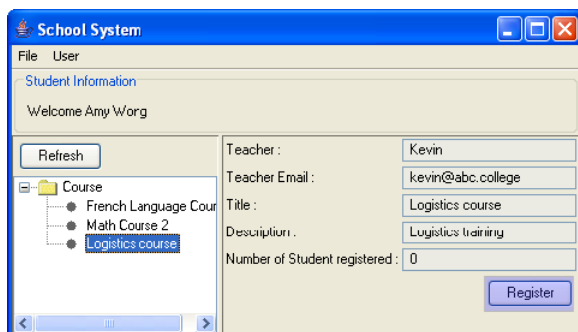 School System
File User
Student Information
Welcome Amy Worg
Refresh
Course
French Language Cour
Math Course 2
Logistics course
Teacher : Kevin
Teacher Email : kevin@abc.college
Title : Logistics course
Description : Logistics training
Number of Student registered : 0
Register